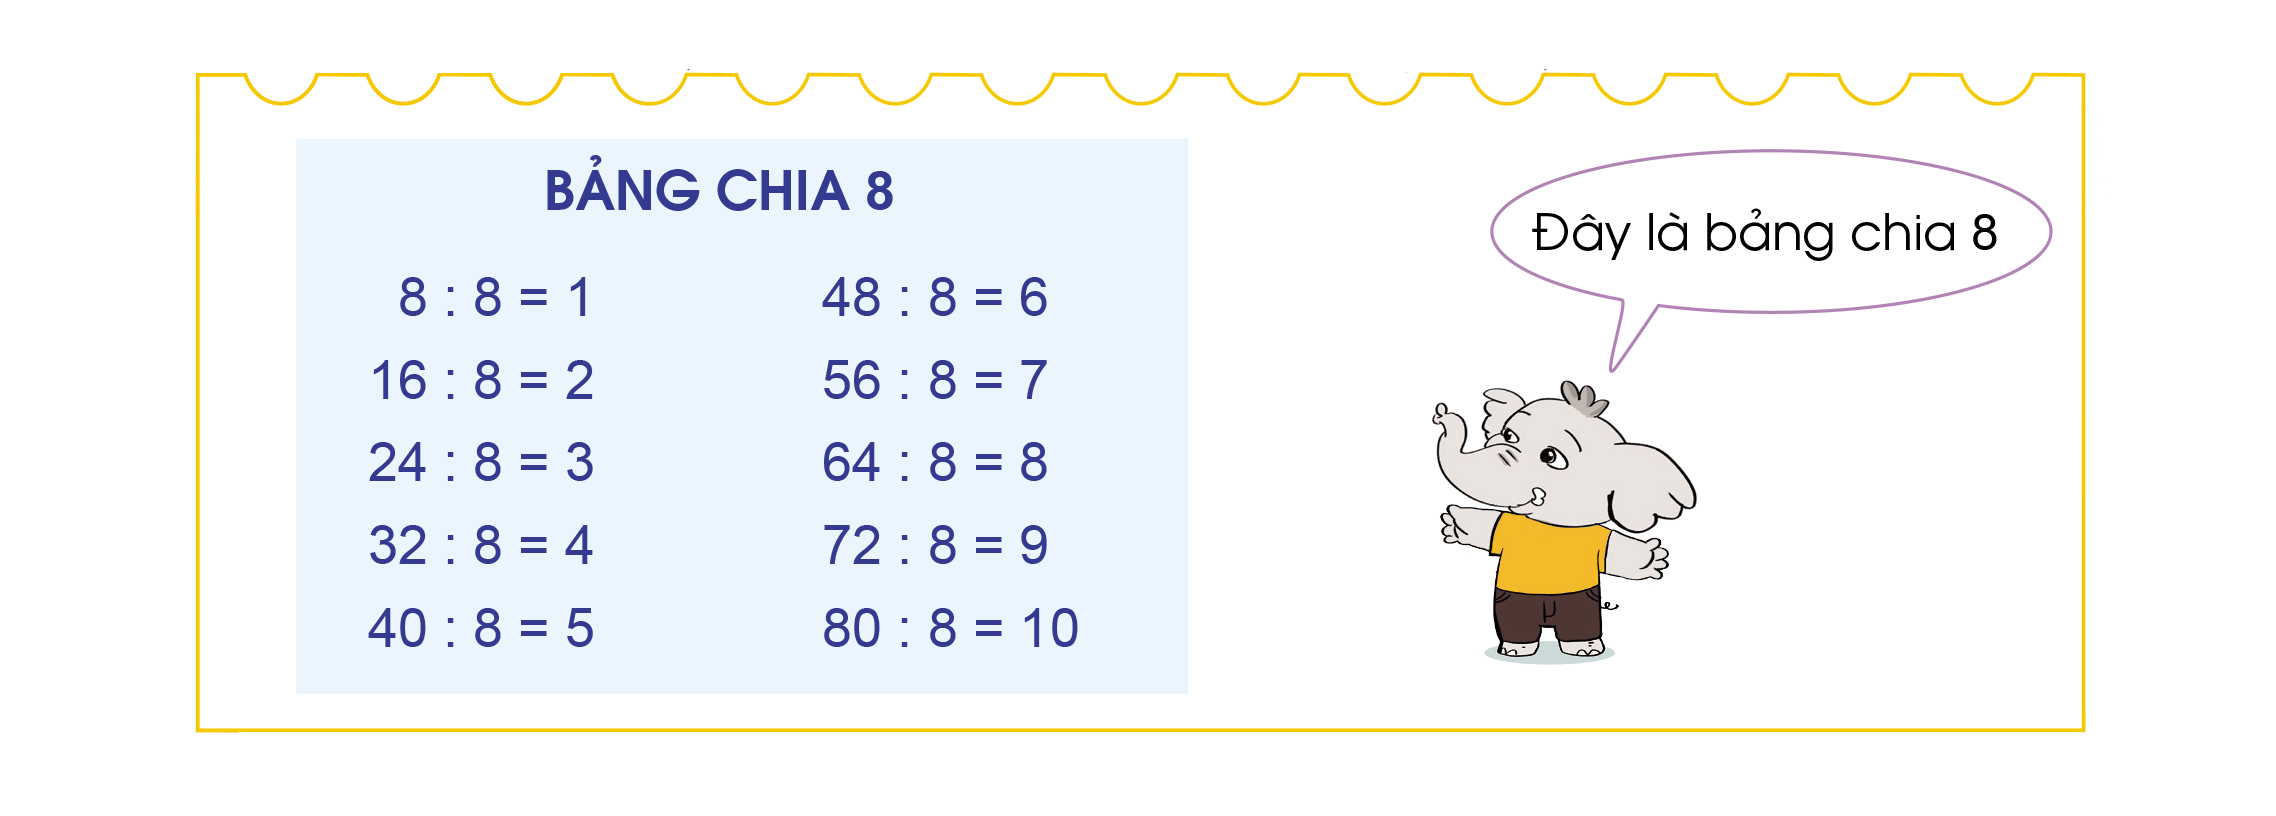 BẢNG CHIA 8
8 : 8 = 1
16 : 8 = 2
24 : 8 = 3
32 : 8 = 4
40 : 8 = 5
48 : 8 = 6
56 : 8 = 7
64 : 8 = 8
72 : 8 = 9
80 : 8 = 10
Đây là bảng chia 8